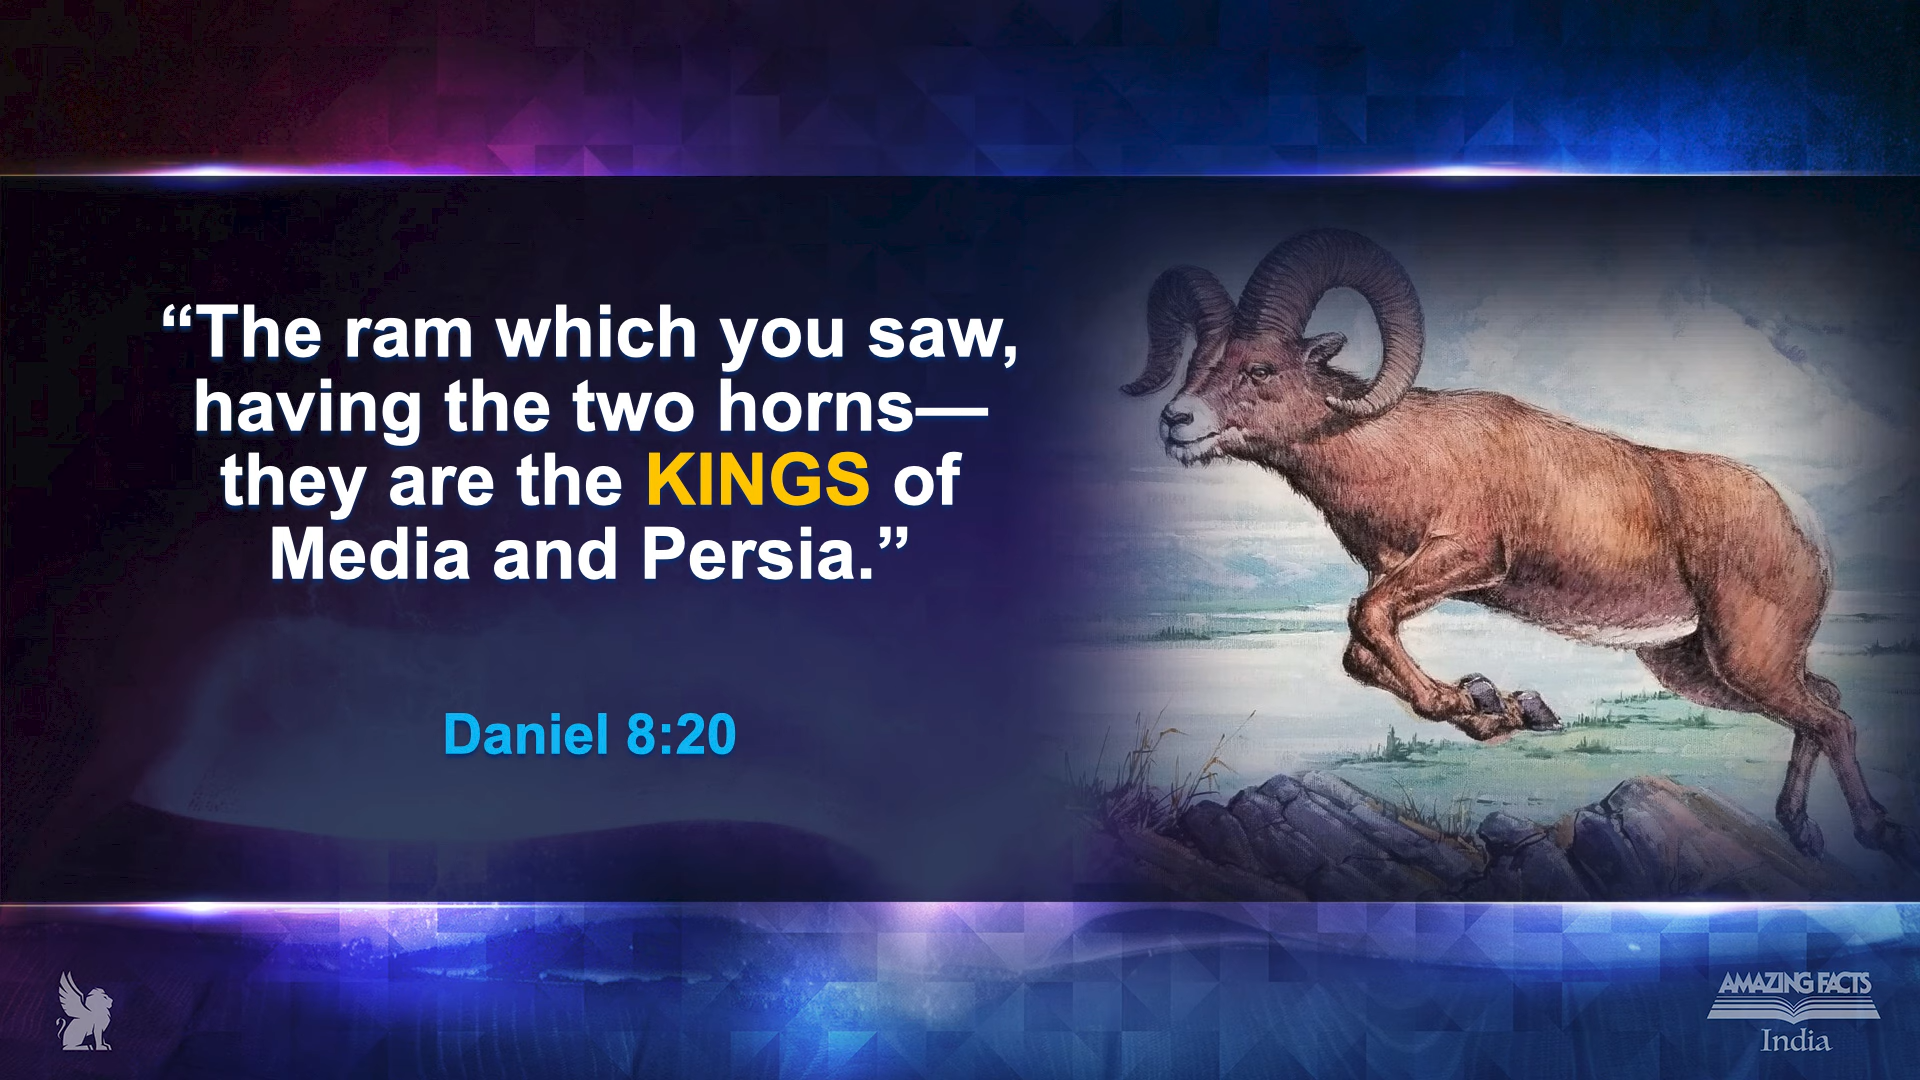 “The ram which you saw,
having the two horns—
they are the KINGS of
Media and Persia.”
Daniel 8:20
AMAZING FACTS
India